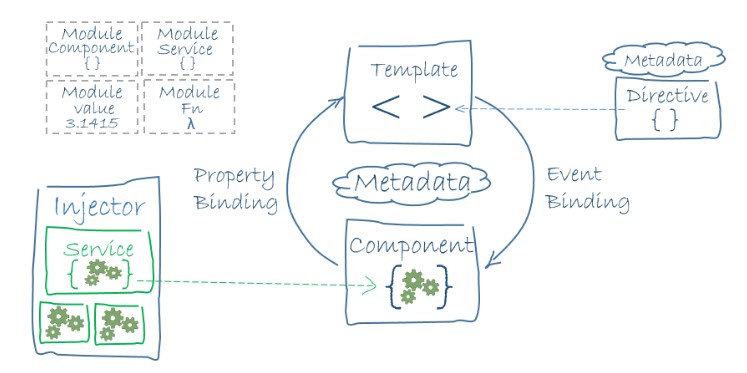 Module
Component
{ }
Module
Service
{ }
Module
value
3.1415
Module
Fn
λ
Template
< >
Metadata
Directive
{ }
Property
Binding
Metadata
Event
Binding
Injector
Service
{ }
Component
{ }